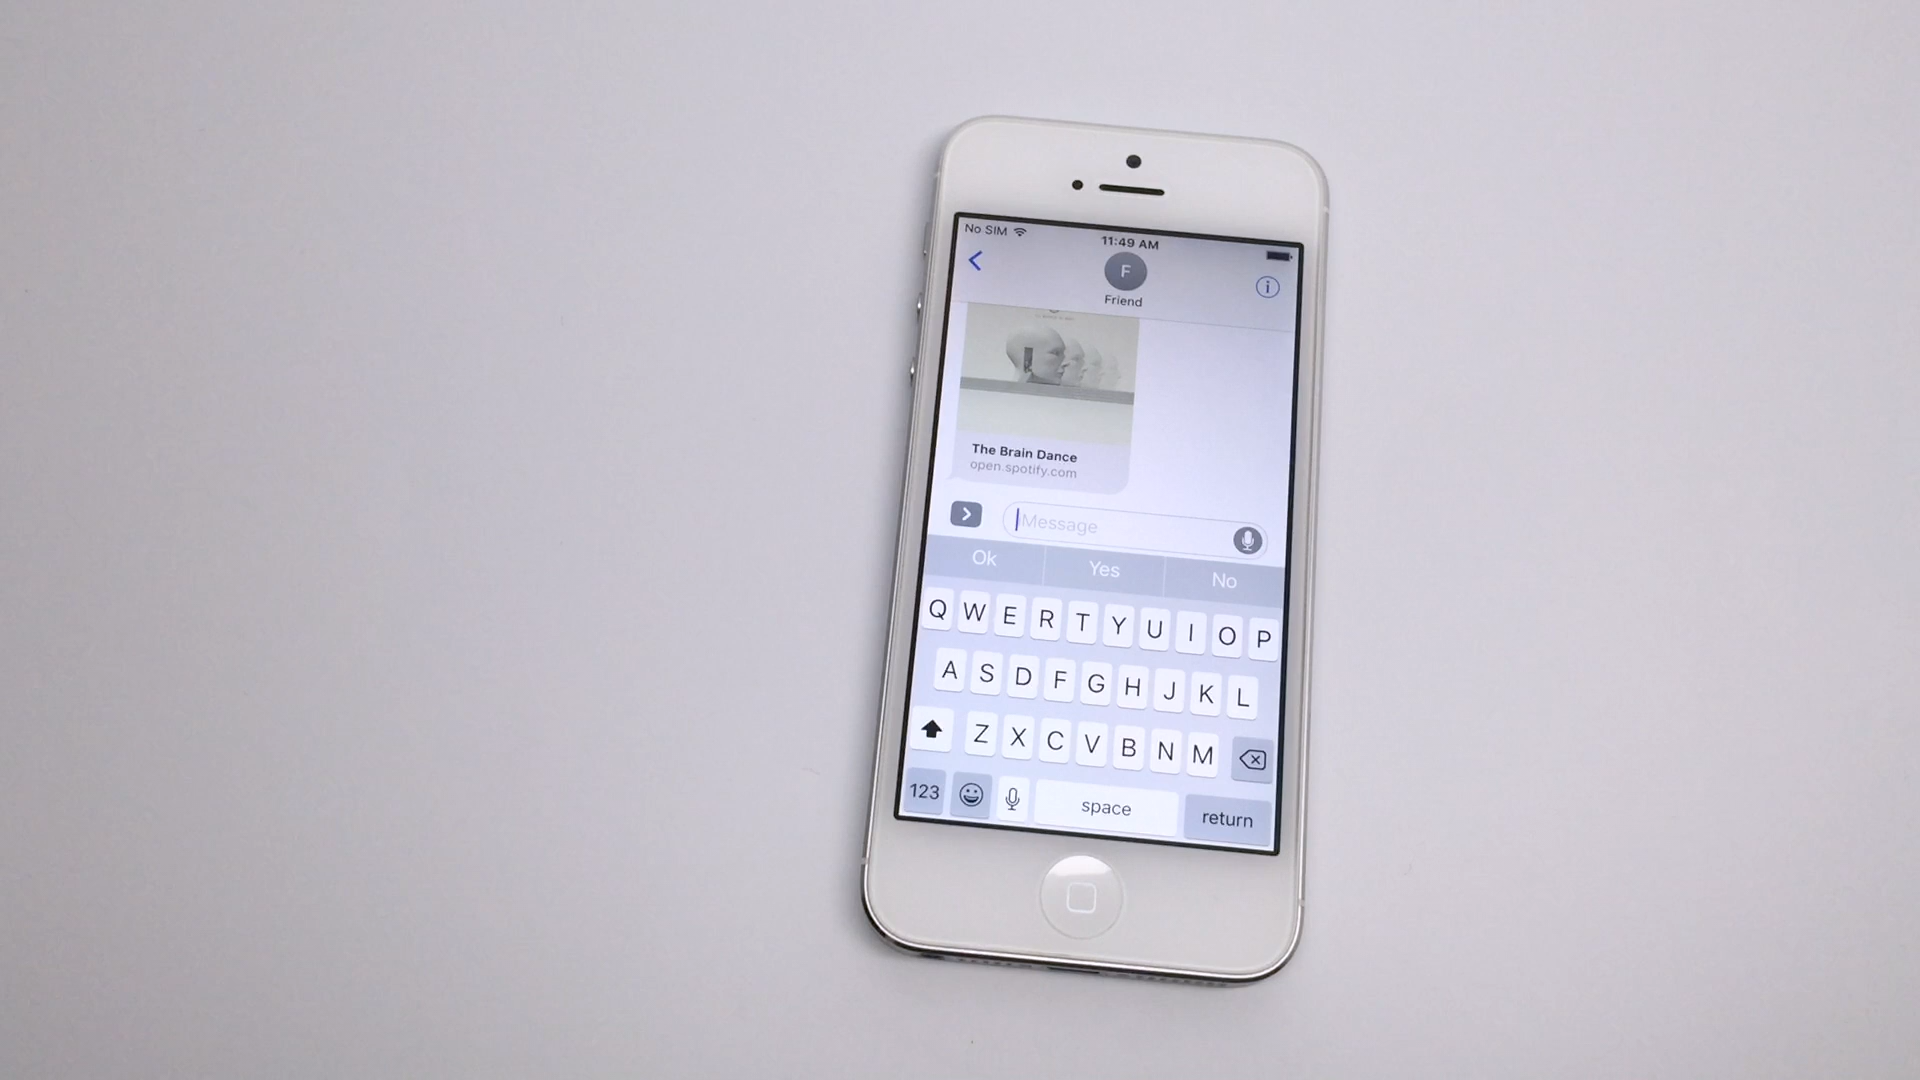 No SIM
11:49 AM
F
Friend
The Brain Dance
open.spotify.com
Message
Ok Yes No
Q W E R T Y U I O P
A S D F G H J K L
Z X C V B N M
123 space return